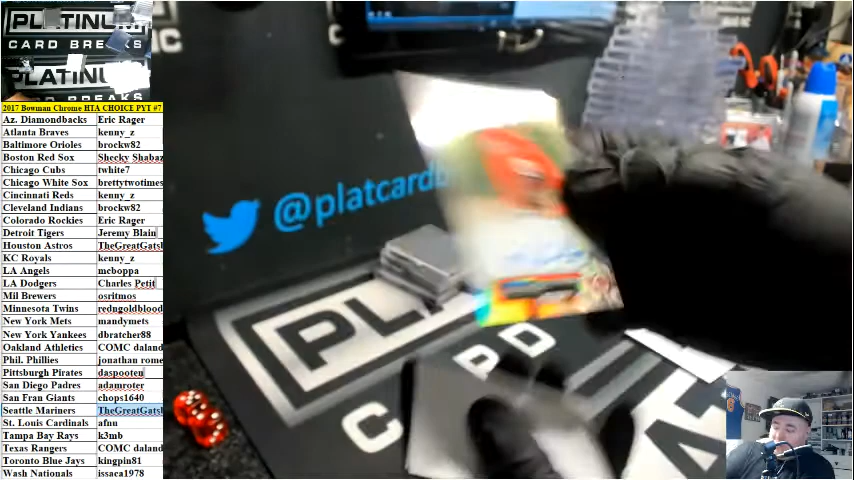 PLATINUM
CARD BREAKS
PLATINU
CARD BREAKS
2017 Bowman Chrome HTA CHOICE PYT #7
Az. Diamondbacks Eric Rager
Atlanta Braves kenny_z
Baltimore Orioles brockw82
Boston Red Sox Shecky Shabaz
Chicago Cubs twhite7
Chicago White Sox brettytwotimes
Cincinnati Reds kenny_z
Cleveland Indians brockw82
Colorado Rockies Eric Rager
Detroit Tigers Jeremy Blain
Houston Astros TheGreatGatsb
KC Royals kenny_z
LA Angels mcboppa
LA Dodgers Charles Petit
Mil Brewers osritmos
Minnesota Twins redngoldblood
New York Mets mandymets
New York Yankees dbratcher88
Oakland Athletics COMC daland
Phil. Phillies jonathan rome
Pittsburgh Pirates daspooten
San Diego Padres adamroter
San Fran Giants chops1640
Seattle Mariners TheGreatGatsb
St. Louis Cardinals afnu
Tampa Bay Rays k3mb
Texas Rangers COMC daland
Toronto Blue Jays kingpin81
Wash Nationals issaca1978
@platcardb
PL
RD
C